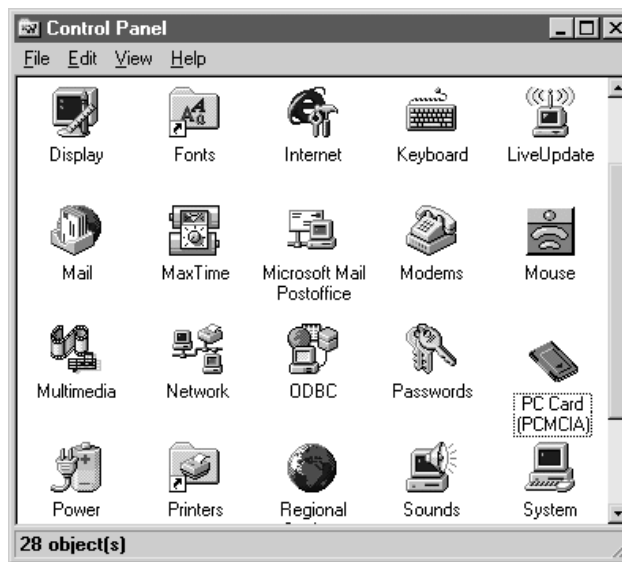 Control Panel
File Edit View Help
Display Fonts Internet Keyboard LiveUpdate
Mail MaxTime Microsoft Mail Modems Mouse
Postoffice
Multimedia Network ODBC Passwords PC Card
(PCMCIA)
Power Printers Regional Sounds System
28 object(s)